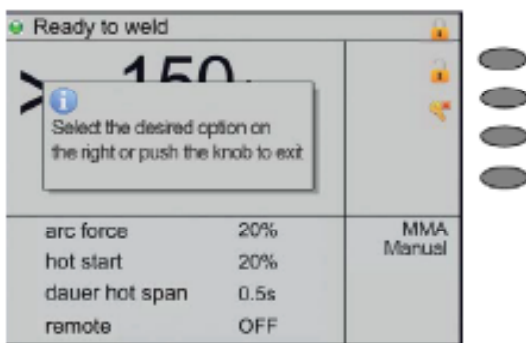 Ready to weld
> 150
Select the desired option on
the right or push the knob to exit
arc force 20%
hot start 20%
dauer hot span 0.5s
remote OFF
MMA
Manual